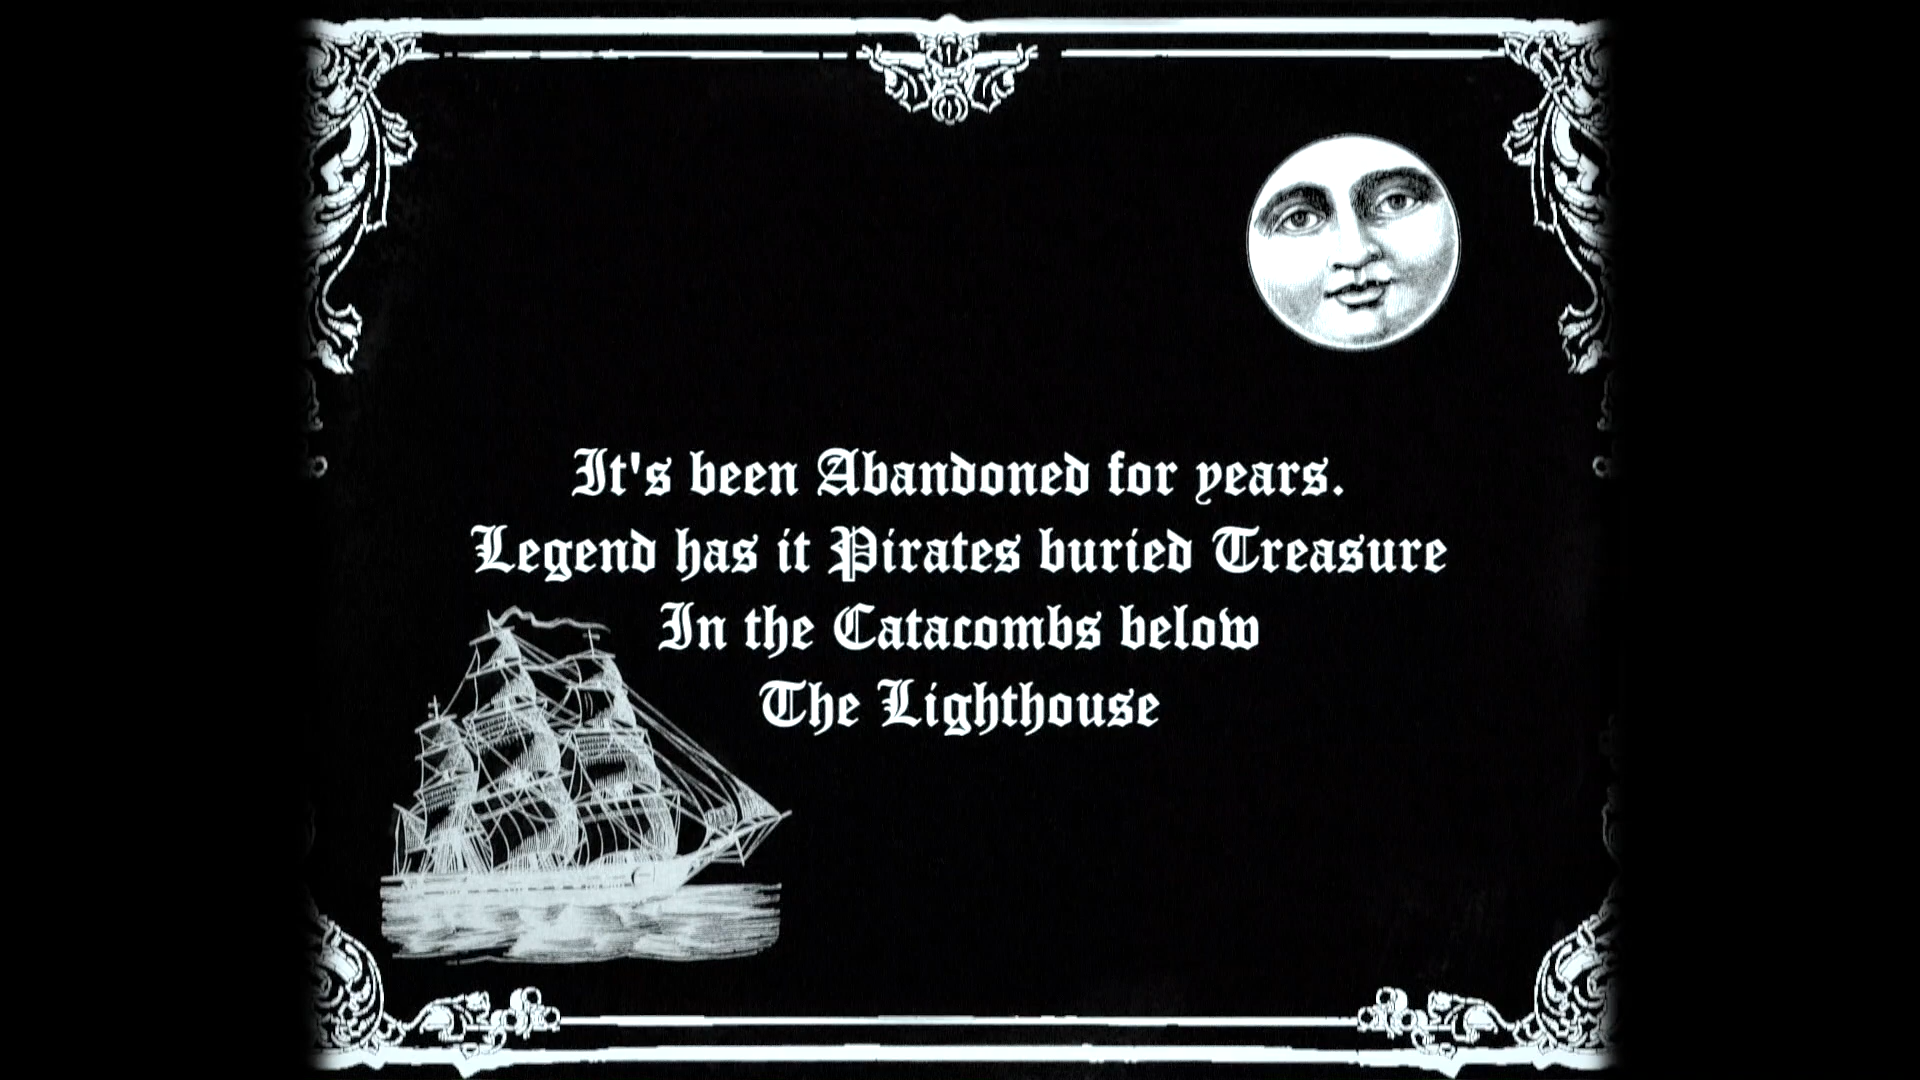 It's been Abandoned for years.
Legend has it Pirates buried Treasure
In the Catacombs below
The Lighthouse